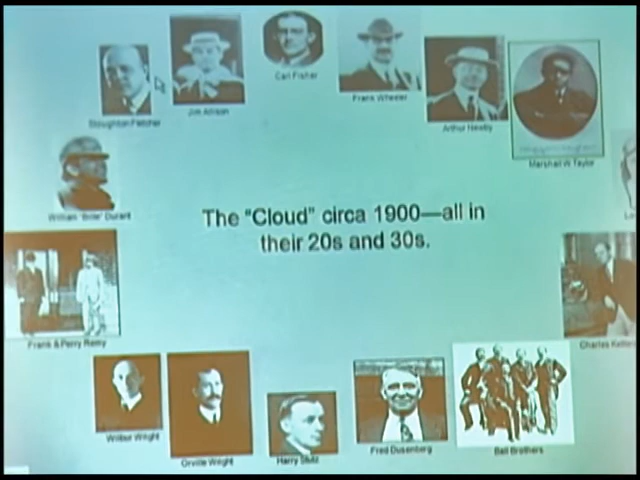 Carl Fisher
Frank Wheeler
Jim Allison
Stoughton Fletcher
Arthur Newby
Marshall W Taylor
William "Billie" Durant
The "Cloud" circa 1900—all in
their 20s and 30s.
Frank & Perry Remy
Charles
Wilbur Wright
Orville Wright
Harry Stutz
Fred Dusenberg
Ball Brothers